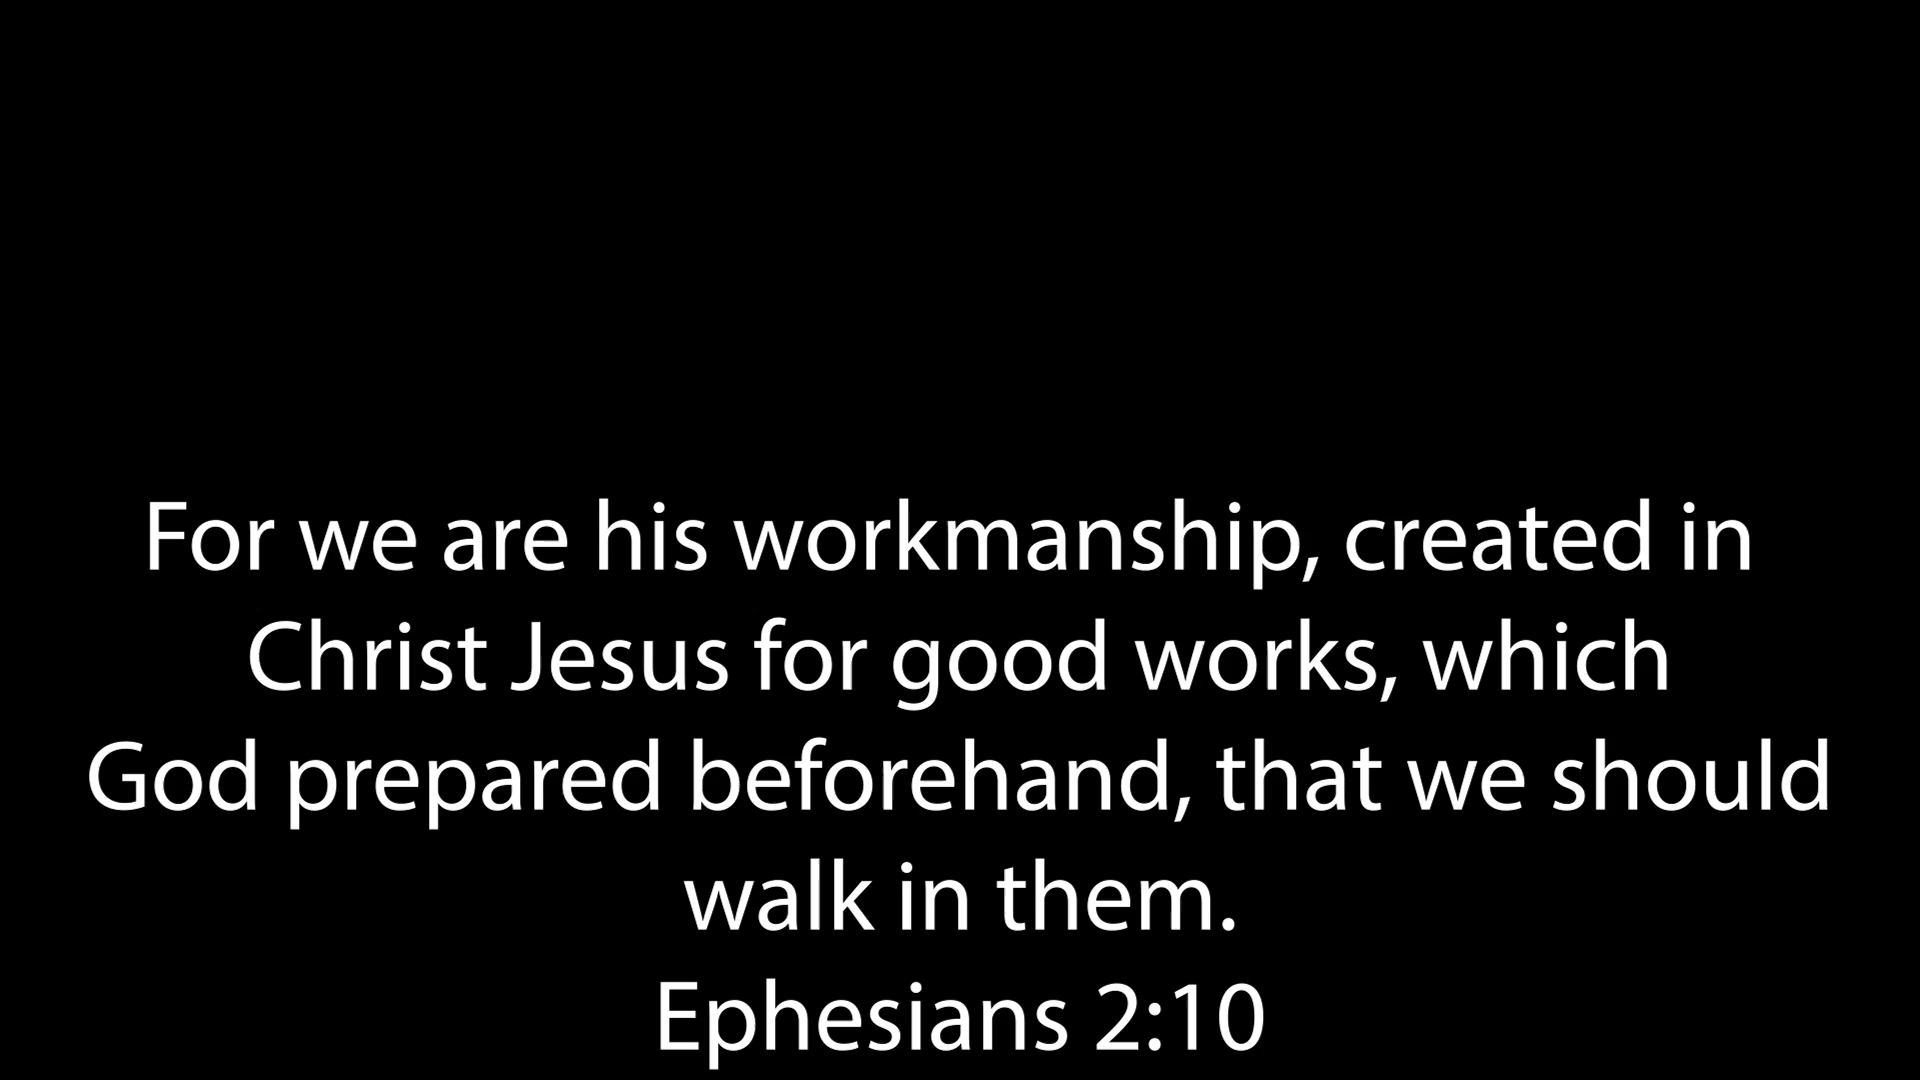 For we are his workmanship, created in
Christ Jesus for good works, which
God prepared beforehand, that we should
walk in them.
Ephesians 2:10